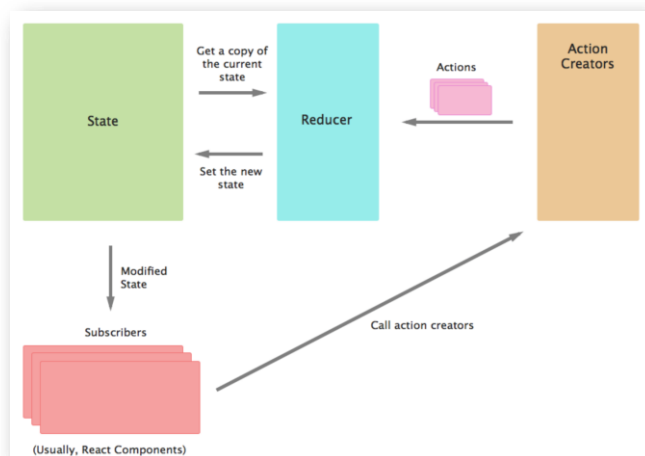 Get a copy of
the current
state
State
Reducer
Actions
Action
Creators
Set the new
state
Modified
State
Subscribers
Call action creators
(Usually, React Components)